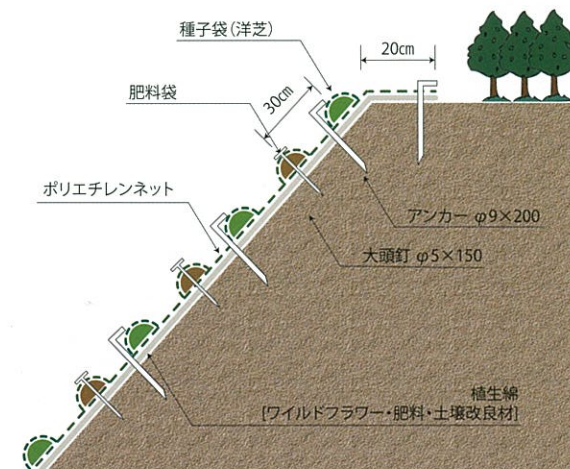 種子袋(洋芝)
20㎝
肥料袋
30㎝
ポリエチレンネット
アンカー φ9×200
大頭釘 φ5×150
植生綿
[ワイルドフラワー・肥料・土壌改良材]